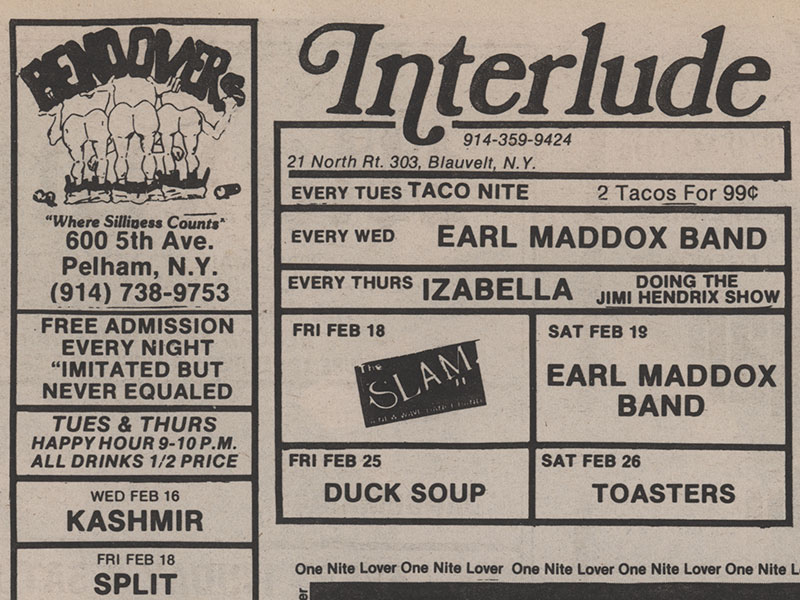 BENDOVER'S
"Where Silliness Counts"
600 5th Ave.
Pelham, N.Y.
(914) 738-9753
FREE ADMISSION
EVERY NIGHT
"IMITATED BUT
NEVER EQUALED
TUES & THURS
HAPPY HOUR 9-10 P.M.
ALL DRINKS 1/2 PRICE
WED FEB 16
KASHMIR
FRI FEB 18
SPLIT
Interlude
914-359-9424
21 North Rt. 303, Blauvelt, N.Y.
EVERY TUES TACO NITE 2 Tacos For 99¢
EVERY WED EARL MADDOX BAND
EVERY THURS IZABELLA DOING THE
JIMI HENDRIX SHOW
FRI FEB 18
The
"SLAM"
SAT FEB 19
EARL MADDOX
BAND
FRI FEB 25
DUCK SOUP
SAT FEB 26
TOASTERS
One Nite Lover One Nite Lover One Nite Lover One Nite Lover One Nite L
er